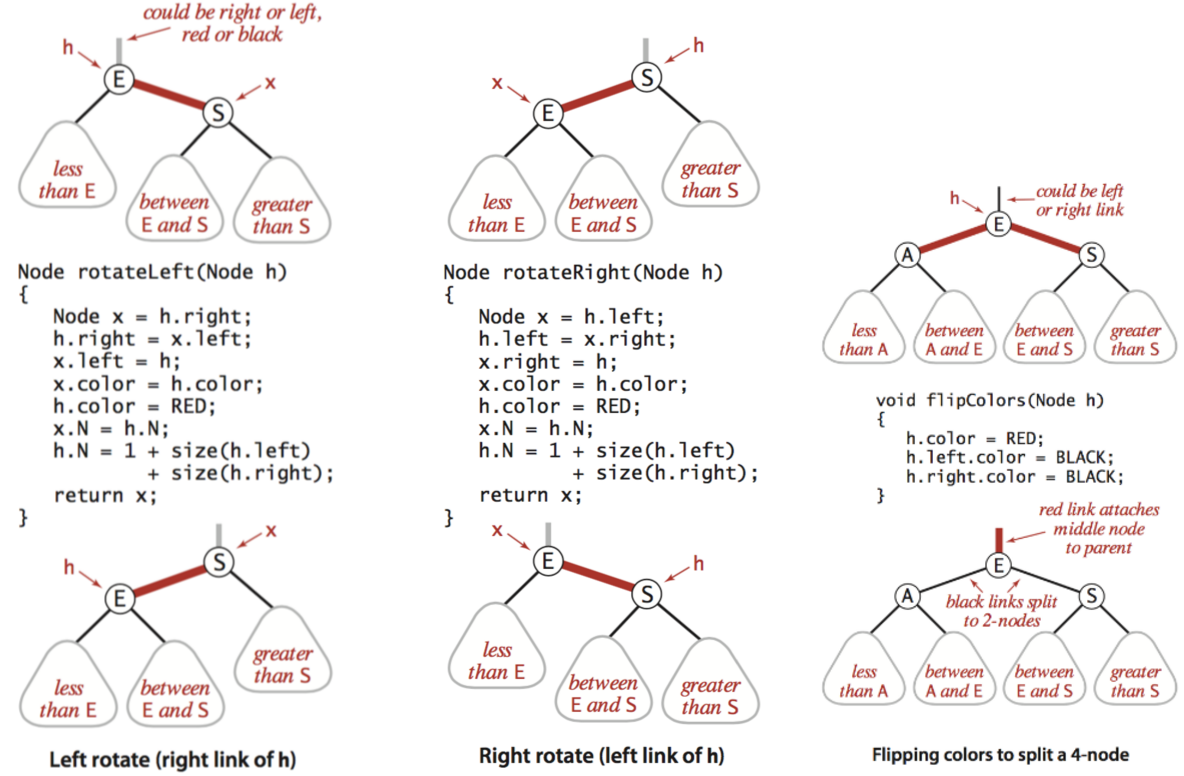 could be right or left,
red or black
h
E
x
S
less
than E
between
E and S
greater
than S
Node rotateLeft(Node h)
{
Node x = h.right;
h.right = x.left;
x.left = h;
x.color = h.color;
h.color = RED;
x.N = h.N;
h.N = 1 + size(h.left)
+ size(h.right);
return x;
}
x
S
h
E
greater
than S
less
than E
between
E and S
Left rotate (right link of h)
h
S
x
E
greater
than S
less
than E
between
E and S
Node rotateRight(Node h)
{
Node x = h.left;
h.left = x.right;
x.right = h;
x.color = h.color;
h.color = RED;
x.N = h.N;
h.N = 1 + size(h.left)
+ size(h.right);
return x;
}
x
E
h
S
less
than E
between
E and S
greater
than S
Right rotate (left link of h)
h
could be left
or right link
E
A
S
less
than A
between
A and E
between
E and S
greater
than S
void flipColors(Node h)
{
h.color = RED;
h.left.color = BLACK;
h.right.color = BLACK;
}
red link attaches
middle node
to parent
E
A
black links split
to 2-nodes
S
less
than A
between
A and E
between
E and S
greater
than S
Flipping colors to split a 4-node